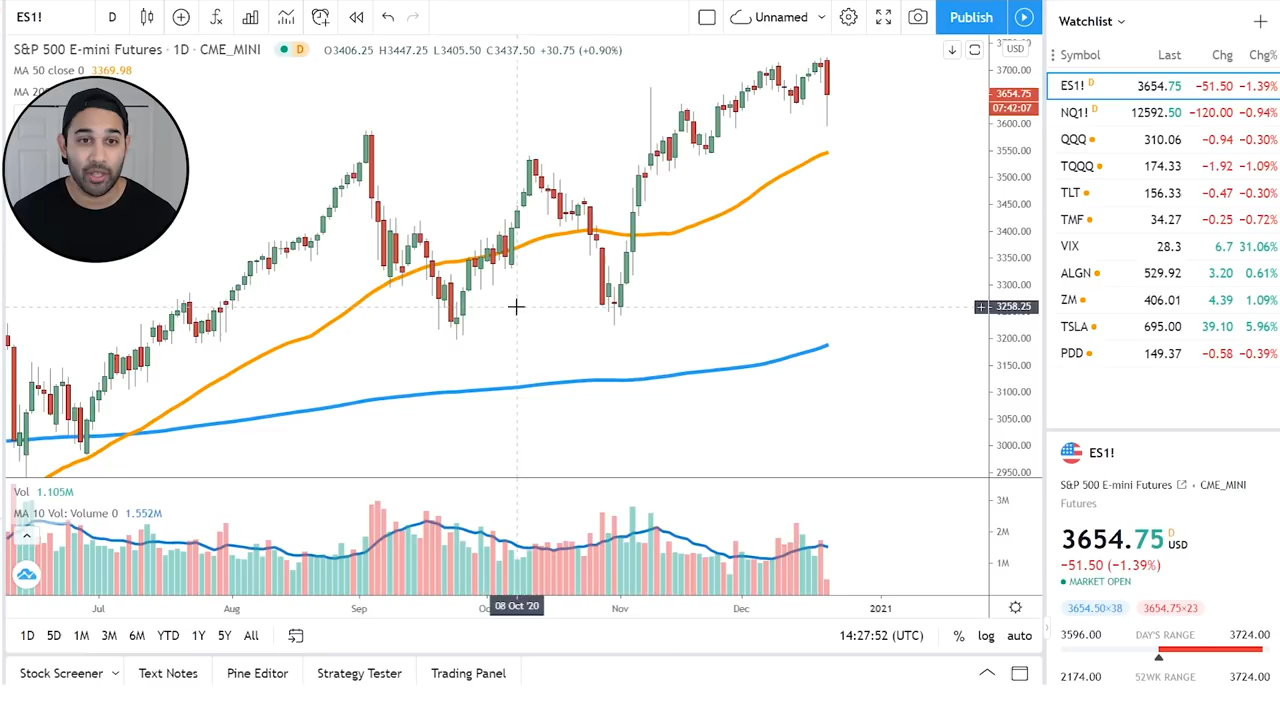 ES1! D Unnamed Publish
S&P 500 E-mini Futures · 1D · CME_MINI D O3406.25 H3447.25 L3405.50 C3437.50 +30.75 (+0.90%)
MA 50 close 0 3369.98
MA 20
USD
3700.00
3654.75
07:42:07
3600.00
3550.00
3500.00
3450.00
3400.00
3350.00
3300.00
3258.25
3200.00
3150.00
3100.00
3050.00
3000.00
2950.00
Vol 1.105M
MA 10 Vol: Volume 0 1.552M
3M
2M
1M
Jul Aug Sep 08 Oct '20 Nov Dec 2021
1D 5D 1M 3M 6M YTD 1Y 5Y All 14:27:52 (UTC) % log auto
Stock Screener Text Notes Pine Editor Strategy Tester Trading Panel
Watchlist
Symbol Last Chg Chg%
ES1! D 3654.75 −51.50 −1.39%
NQ1! D 12592.50 −120.00 −0.94%
QQQ 310.06 −0.94 −0.30%
TQQQ 174.33 −1.92 −1.09%
TLT 156.33 −0.47 −0.30%
TMF 34.27 −0.25 −0.72%
VIX 28.3 6.7 31.06%
ALGN 529.92 3.20 0.61%
ZM 406.01 4.39 1.09%
TSLA 695.00 39.10 5.96%
PDD 149.37 −0.58 −0.39%
ES1!
S&P 500 E-mini Futures · CME_MINI
Futures
3654.75 D USD
−51.50 (−1.39%)
MARKET OPEN
3654.50×38 3654.75×23
3596.00 DAY'S RANGE 3724.00
2174.00 52WK RANGE 3724.00